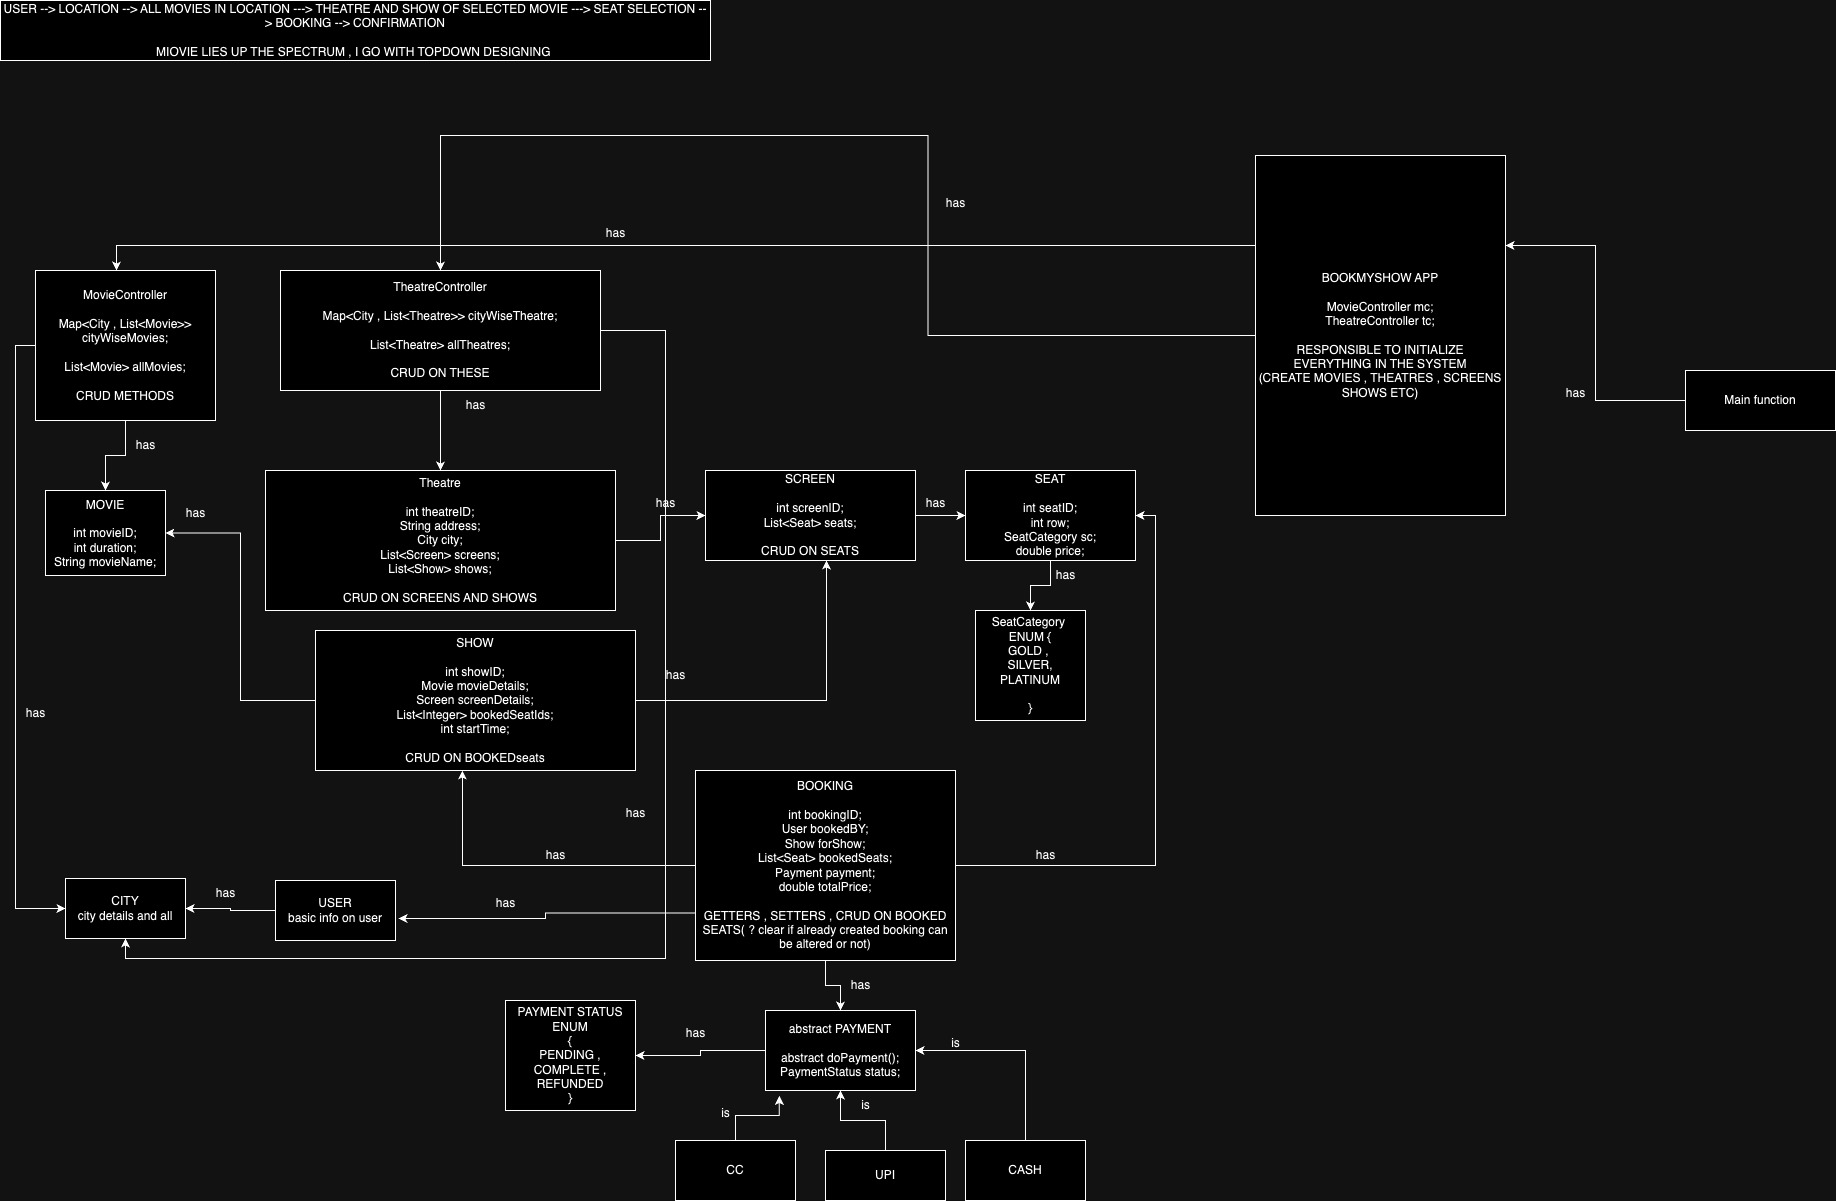 USER --> LOCATION --> ALL MOVIES IN LOCATION ---> THEATRE AND SHOW OF SELECTED MOVIE ---> SEAT SELECTION --
> BOOKING --> CONFIRMATION
MIOVIE LIES UP THE SPECTRUM , I GO WITH TOPDOWN DESIGNING
has
has
MovieController
Map<City , List<Movie>>
cityWiseMovies;
List<Movie> allMovies;
CRUD METHODS
TheatreController
Map<City , List<Theatre>> cityWiseTheatre;
List<Theatre> allTheatres;
CRUD ON THESE
BOOKMYSHOW APP
MovieController mc;
TheatreController tc;
RESPONSIBLE TO INITIALIZE
EVERYTHING IN THE SYSTEM
(CREATE MOVIES , THEATRES , SCREENS
SHOWS ETC)
has
Main function
has
has
MOVIE
int movieID;
int duration;
String movieName;
has
Theatre
int theatreID;
String address;
City city;
List<Screen> screens;
List<Show> shows;
CRUD ON SCREENS AND SHOWS
has
SCREEN
int screenID;
List<Seat> seats;
CRUD ON SEATS
has
SEAT
int seatID;
int row;
SeatCategory sc;
double price;
has
SeatCategory
ENUM {
GOLD ,
SILVER,
PLATINUM
}
SHOW
int showID;
Movie movieDetails;
Screen screenDetails;
List<Integer> bookedSeatIds;
int startTime;
CRUD ON BOOKEDseats
has
has
has
BOOKING
int bookingID;
User bookedBY;
Show forShow;
List<Seat> bookedSeats;
Payment payment;
double totalPrice;
GETTERS , SETTERS , CRUD ON BOOKED
SEATS( ? clear if already created booking can
be altered or not)
has
has
CITY
city details and all
has
USER
basic info on user
has
has
PAYMENT STATUS
ENUM
{
PENDING ,
COMPLETE ,
REFUNDED
}
has
abstract PAYMENT
abstract doPayment();
PaymentStatus status;
is
is
is
CC
UPI
CASH